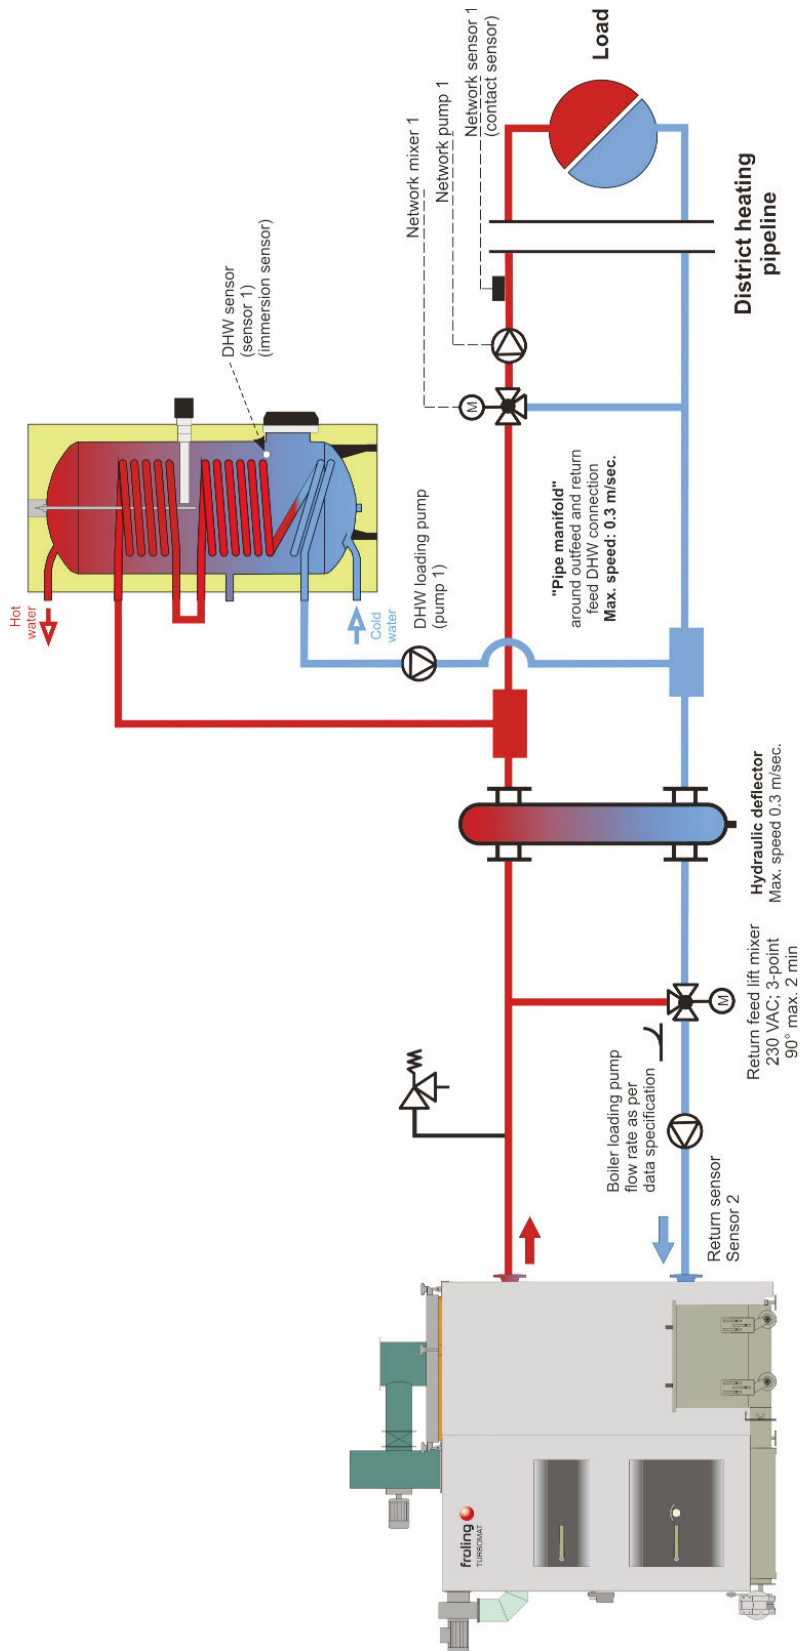 froling
TURBOMAT
Return sensor
Sensor 2
Boiler loading pump
flow rate as per
data specification
Return feed lift mixer
230 VAC; 3-point
90° max. 2 min
M
Hydraulic deflector
Max. speed 0.3 m/sec.
Hot
water
Cold
water
DHW loading pump
(pump 1)
DHW sensor
(sensor 1)
(immersion sensor)
"Pipe manifold"
around outfeed and return
feed DHW connection
Max. speed: 0.3 m/sec.
M
Network mixer 1
Network pump 1
Network sensor 1
(contact sensor)
District heating
pipeline
Load